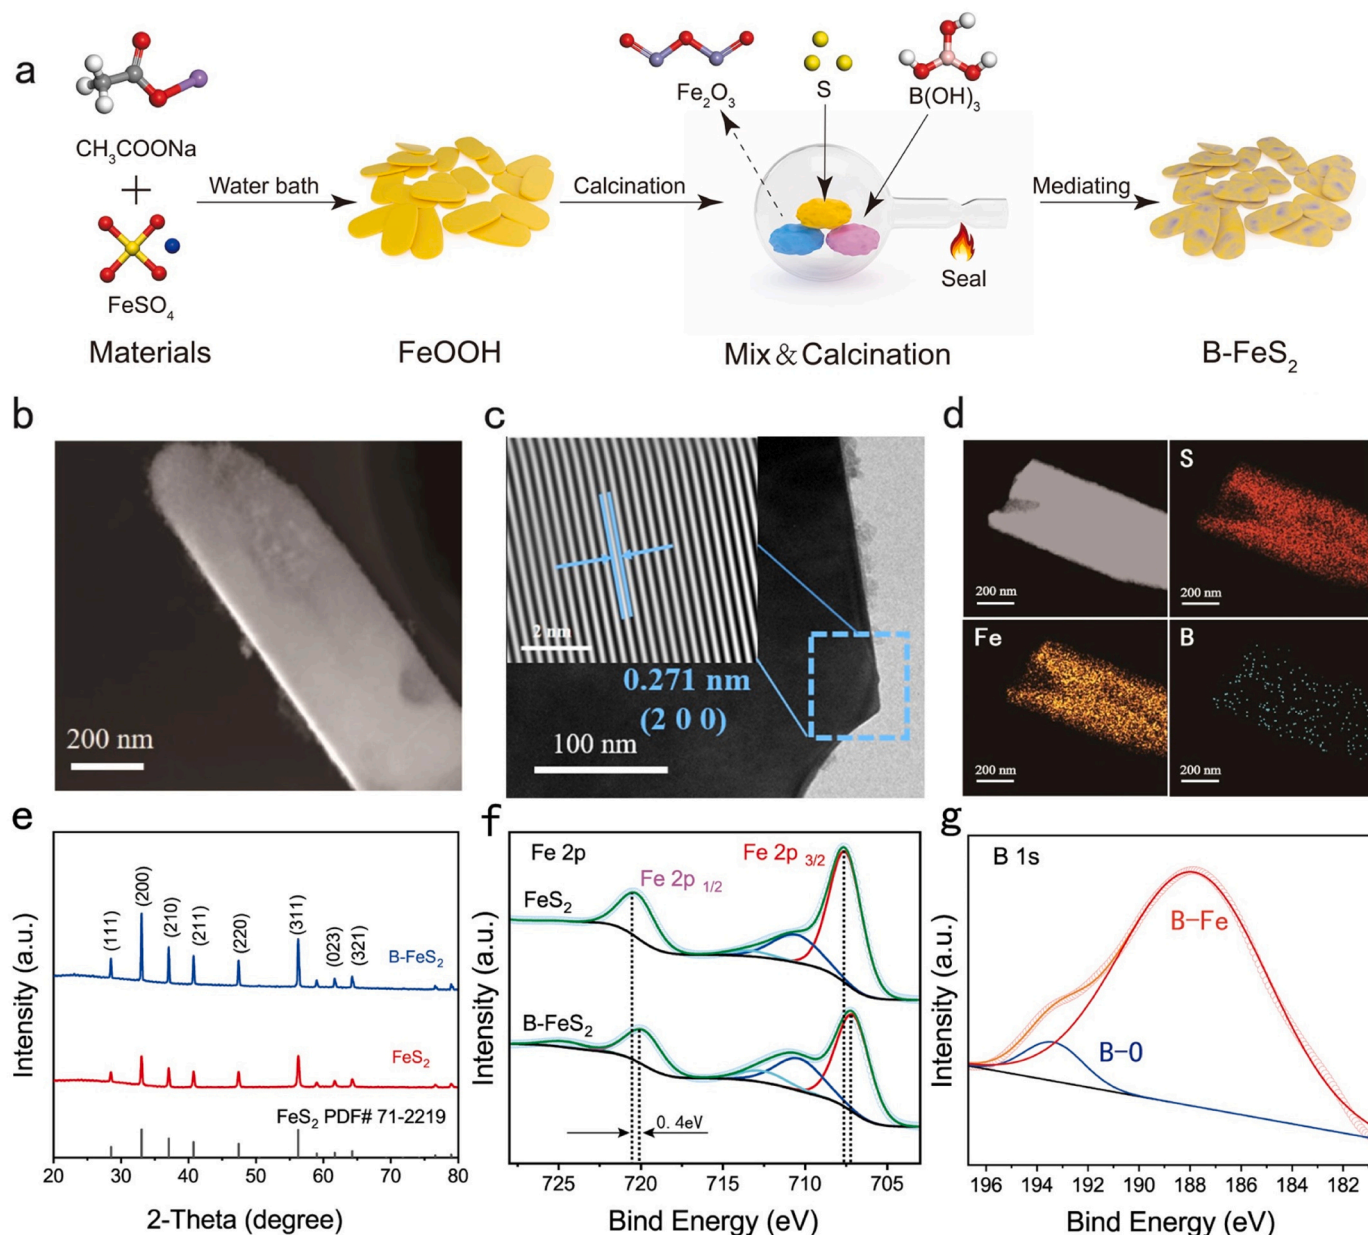 a
CH₃COONa
FeSO₄
Materials
Water bath
FeOOH
Calcination
Fe₂O₃
S
B(OH)₃
Seal
Mix & Calcination
Mediating
B-FeS₂
b
200 nm
c
2 nm
0.271 nm
(2 0 0)
100 nm
d
200 nm
S
200 nm
Fe
200 nm
B
200 nm
e
Intensity (a.u.)
(111)
(200)
(210)
(211)
(220)
(311)
(023)
(321)
B-FeS₂
FeS₂
FeS₂ PDF# 71-2219
20 30 40 50 60 70 80
2-Theta (degree)
f
Intensity (a.u.)
Fe 2p
Fe 2p 1/2
Fe 2p 3/2
FeS₂
B-FeS₂
0.4eV
725 720 715 710 705
Bind Energy (eV)
g
Intensity (a.u.)
B 1s
B-Fe
B-O
196 194 192 190 188 186 184 182
Bind Energy (eV)